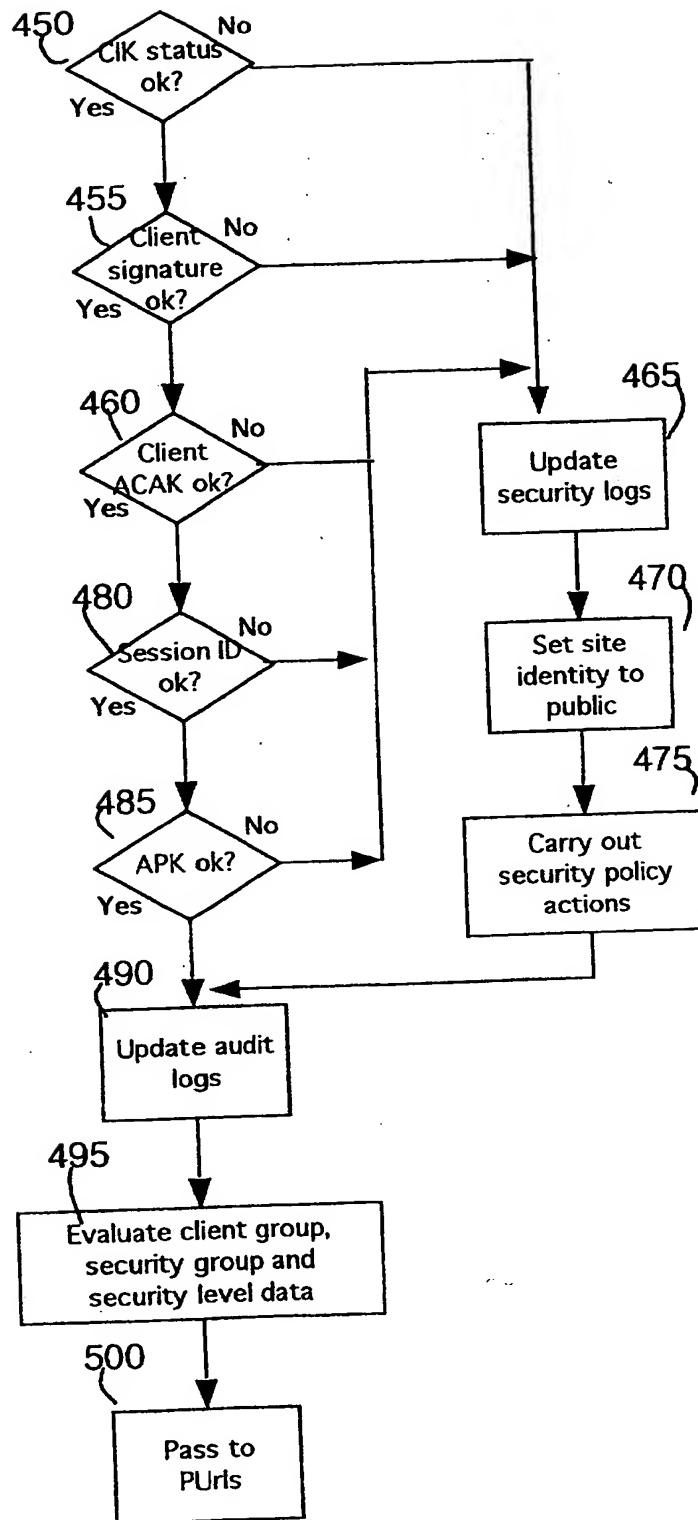 450
No
CIK status
ok?
Yes
455
No
Client
signature
ok?
Yes
460
No
Client
ACAK ok?
Yes
465
Update
security logs
470
Set site
identity to
public
480
No
Session ID
ok?
Yes
475
Carry out
security policy
actions
485
No
APK ok?
Yes
490
Update audit
logs
495
Evaluate client group,
security group and
security level data
500
Pass to
PUrls